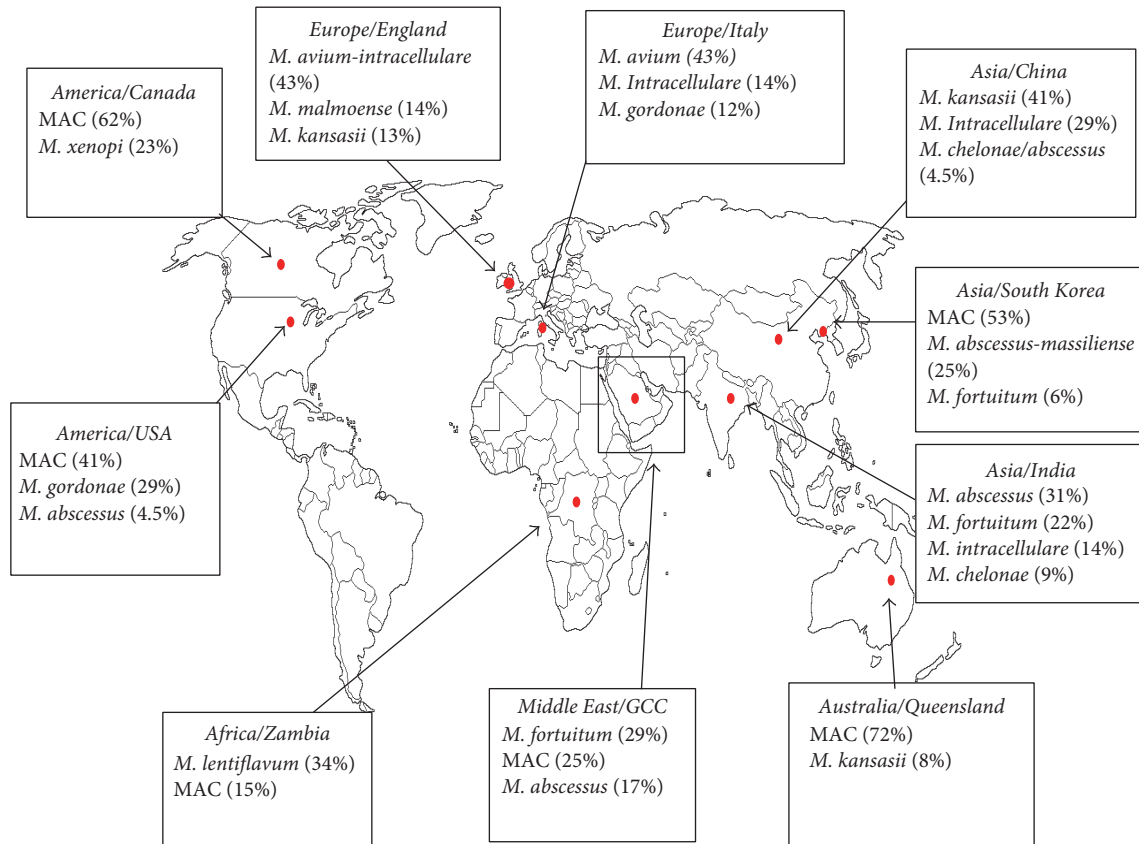 America/Canada
MAC (62%)
M. xenopi (23%)
Europe/England
M. avium-intracellulare
(43%)
M. malmoense (14%)
M. kansasii (13%)
Europe/Italy
M. avium (43%)
M. Intracellulare (14%)
M. gordonae (12%)
Asia/China
M. kansasii (41%)
M. Intracellulare (29%)
M. chelonae/abscessus
(4.5%)
Asia/South Korea
MAC (53%)
M. abscessus-massiliense
(25%)
M. fortuitum (6%)
America/USA
MAC (41%)
M. gordonae (29%)
M. abscessus (4.5%)
Asia/India
M. abscessus (31%)
M. fortuitum (22%)
M. intracellulare (14%)
M. chelonae (9%)
Africa/Zambia
M. lentiflavum (34%)
MAC (15%)
Middle East/GCC
M. fortuitum (29%)
MAC (25%)
M. abscessus (17%)
Australia/Queensland
MAC (72%)
M. kansasii (8%)